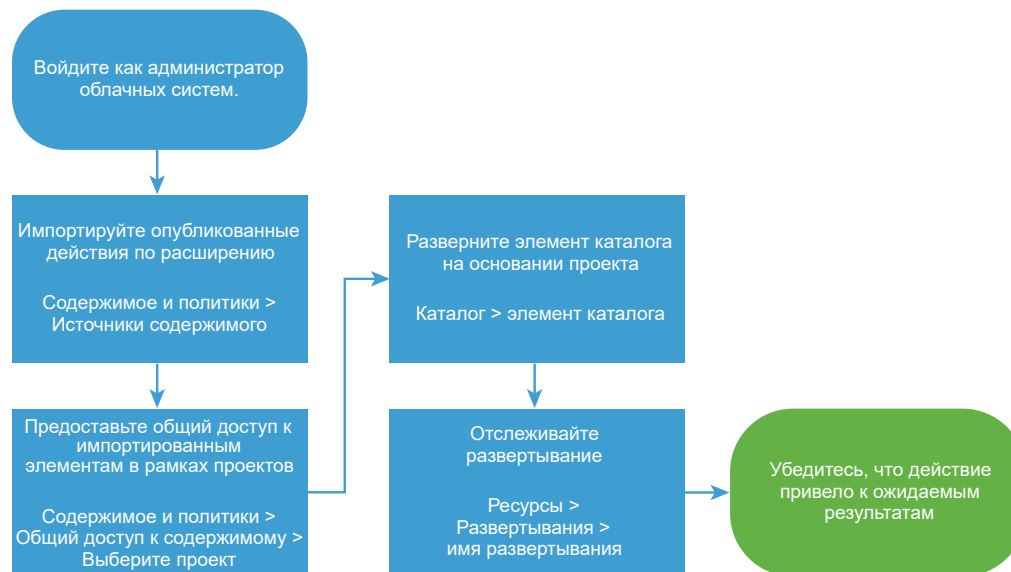 Войдите как администратор
облачных систем.
Импортируйте опубликованные
действия по расширению
Содержимое и политики >
Источники содержимого
Предоставьте общий доступ к
импортированным
элементам в рамках проектов
Содержимое и политики >
Общий доступ к содержимому >
Выберите проект
Разверните элемент каталога
на основании проекта
Каталог > элемент каталога
Отслеживайте
развертывание
Ресурсы >
Развертывания >
имя развертывания
Убедитесь, что действие
привело к ожидаемым
результатам